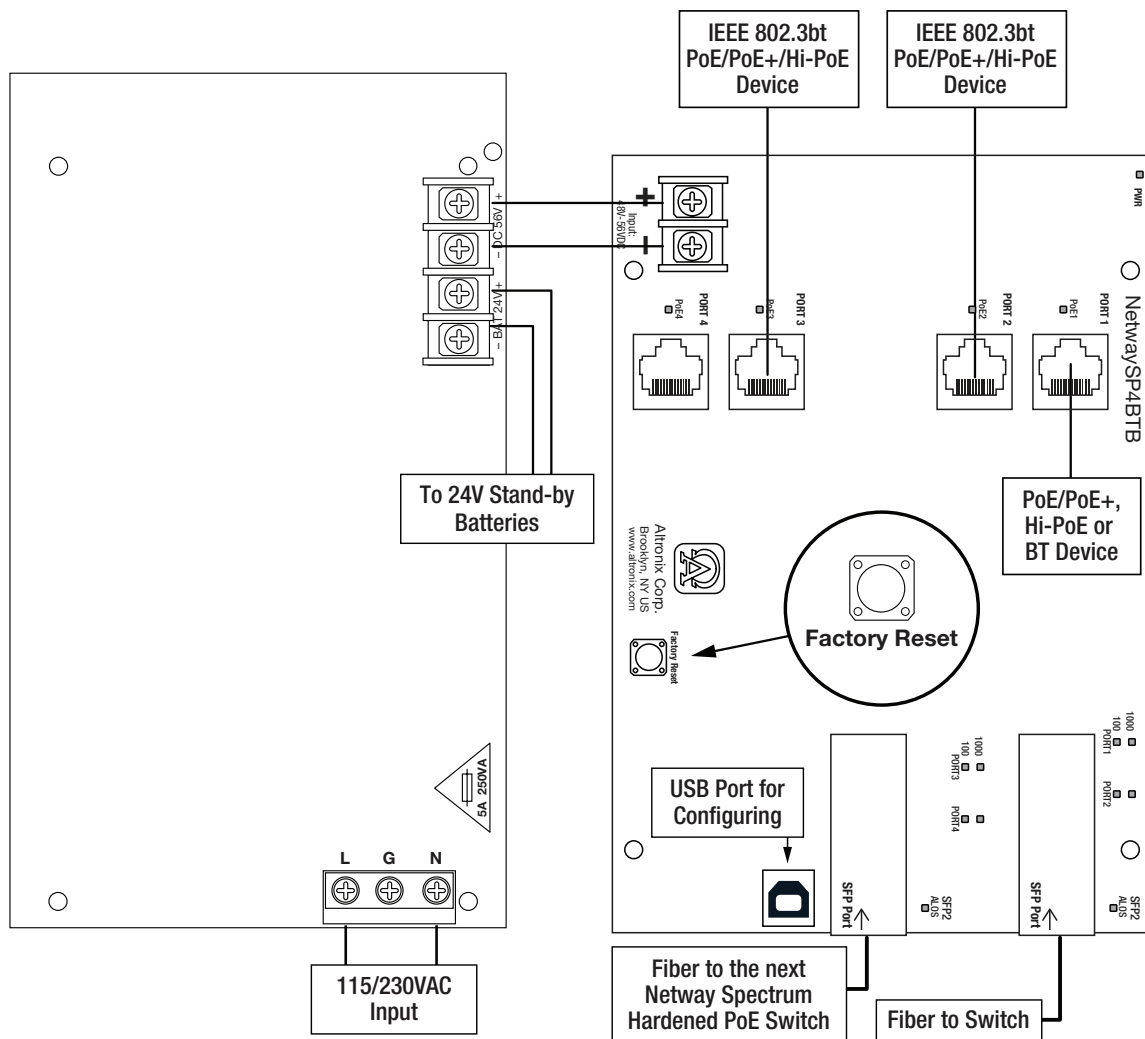 IEEE 802.3bt
PoE/PoE+/Hi-PoE
Device
IEEE 802.3bt
PoE/PoE+/Hi-PoE
Device
– DC 56V +
– BAT 24V +
+
–
Input:
48V-56VDC
PWR
PoE4
PORT 4
PoE3
PORT 3
PoE2
PORT 2
PoE1
PORT 1
NetwaySP4BTB
To 24V Stand-by
Batteries
PoE/PoE+,
Hi-PoE or
BT Device
Altronix Corp.
Brooklyn, NY US
www.altronix.com
Factory Reset
Factory Reset
5A 250VA
L G N
115/230VAC
Input
USB Port for
Configuring
1000
100
PORT3
PORT4
1000
100
PORT1
PORT2
SFP Port
SFP2
ALOS
SFP Port
SFP2
ALOS
Fiber to the next
Netway Spectrum
Hardened PoE Switch
Fiber to Switch